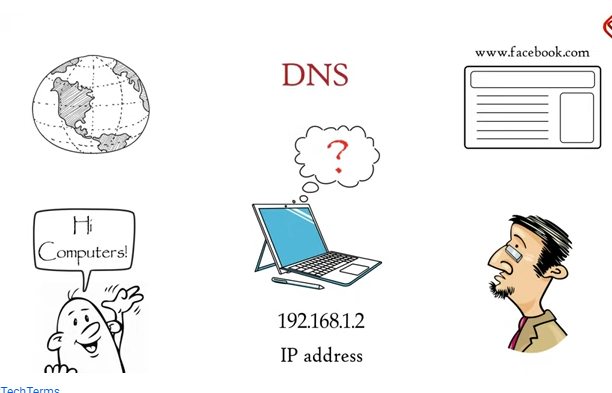 www.facebook.com
DNS
?
Hi
Computers!
192.168.1.2
IP address
TechTerms